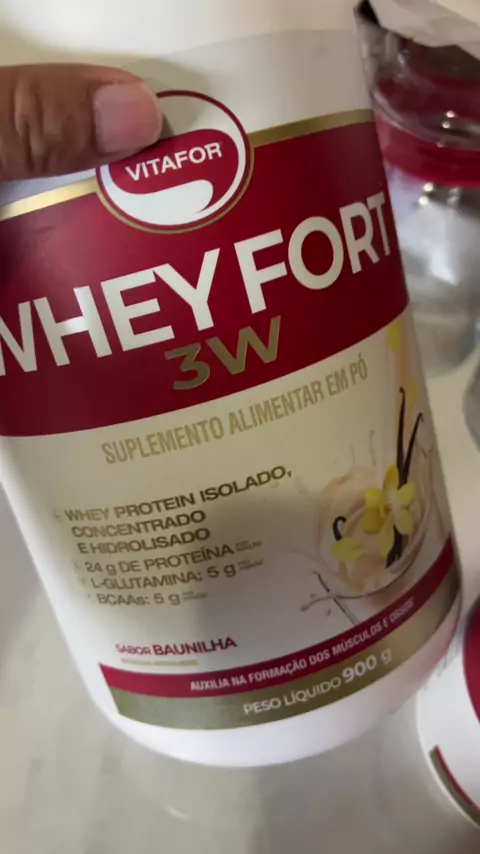 VITAFOR
WHEY FORT
3W
SUPLEMENTO ALIMENTAR EM PÓ
WHEY PROTEIN ISOLADO,
CONCENTRADO
E HIDROLISADO
24 g DE PROTEÍNA
L-GLUTAMINA: 5 g
BCAAs: 5 g
SABOR BAUNILHA
AUXILIA NA FORMAÇÃO DOS MÚSCULOS E OSSOS
PESO LÍQUIDO 900 g